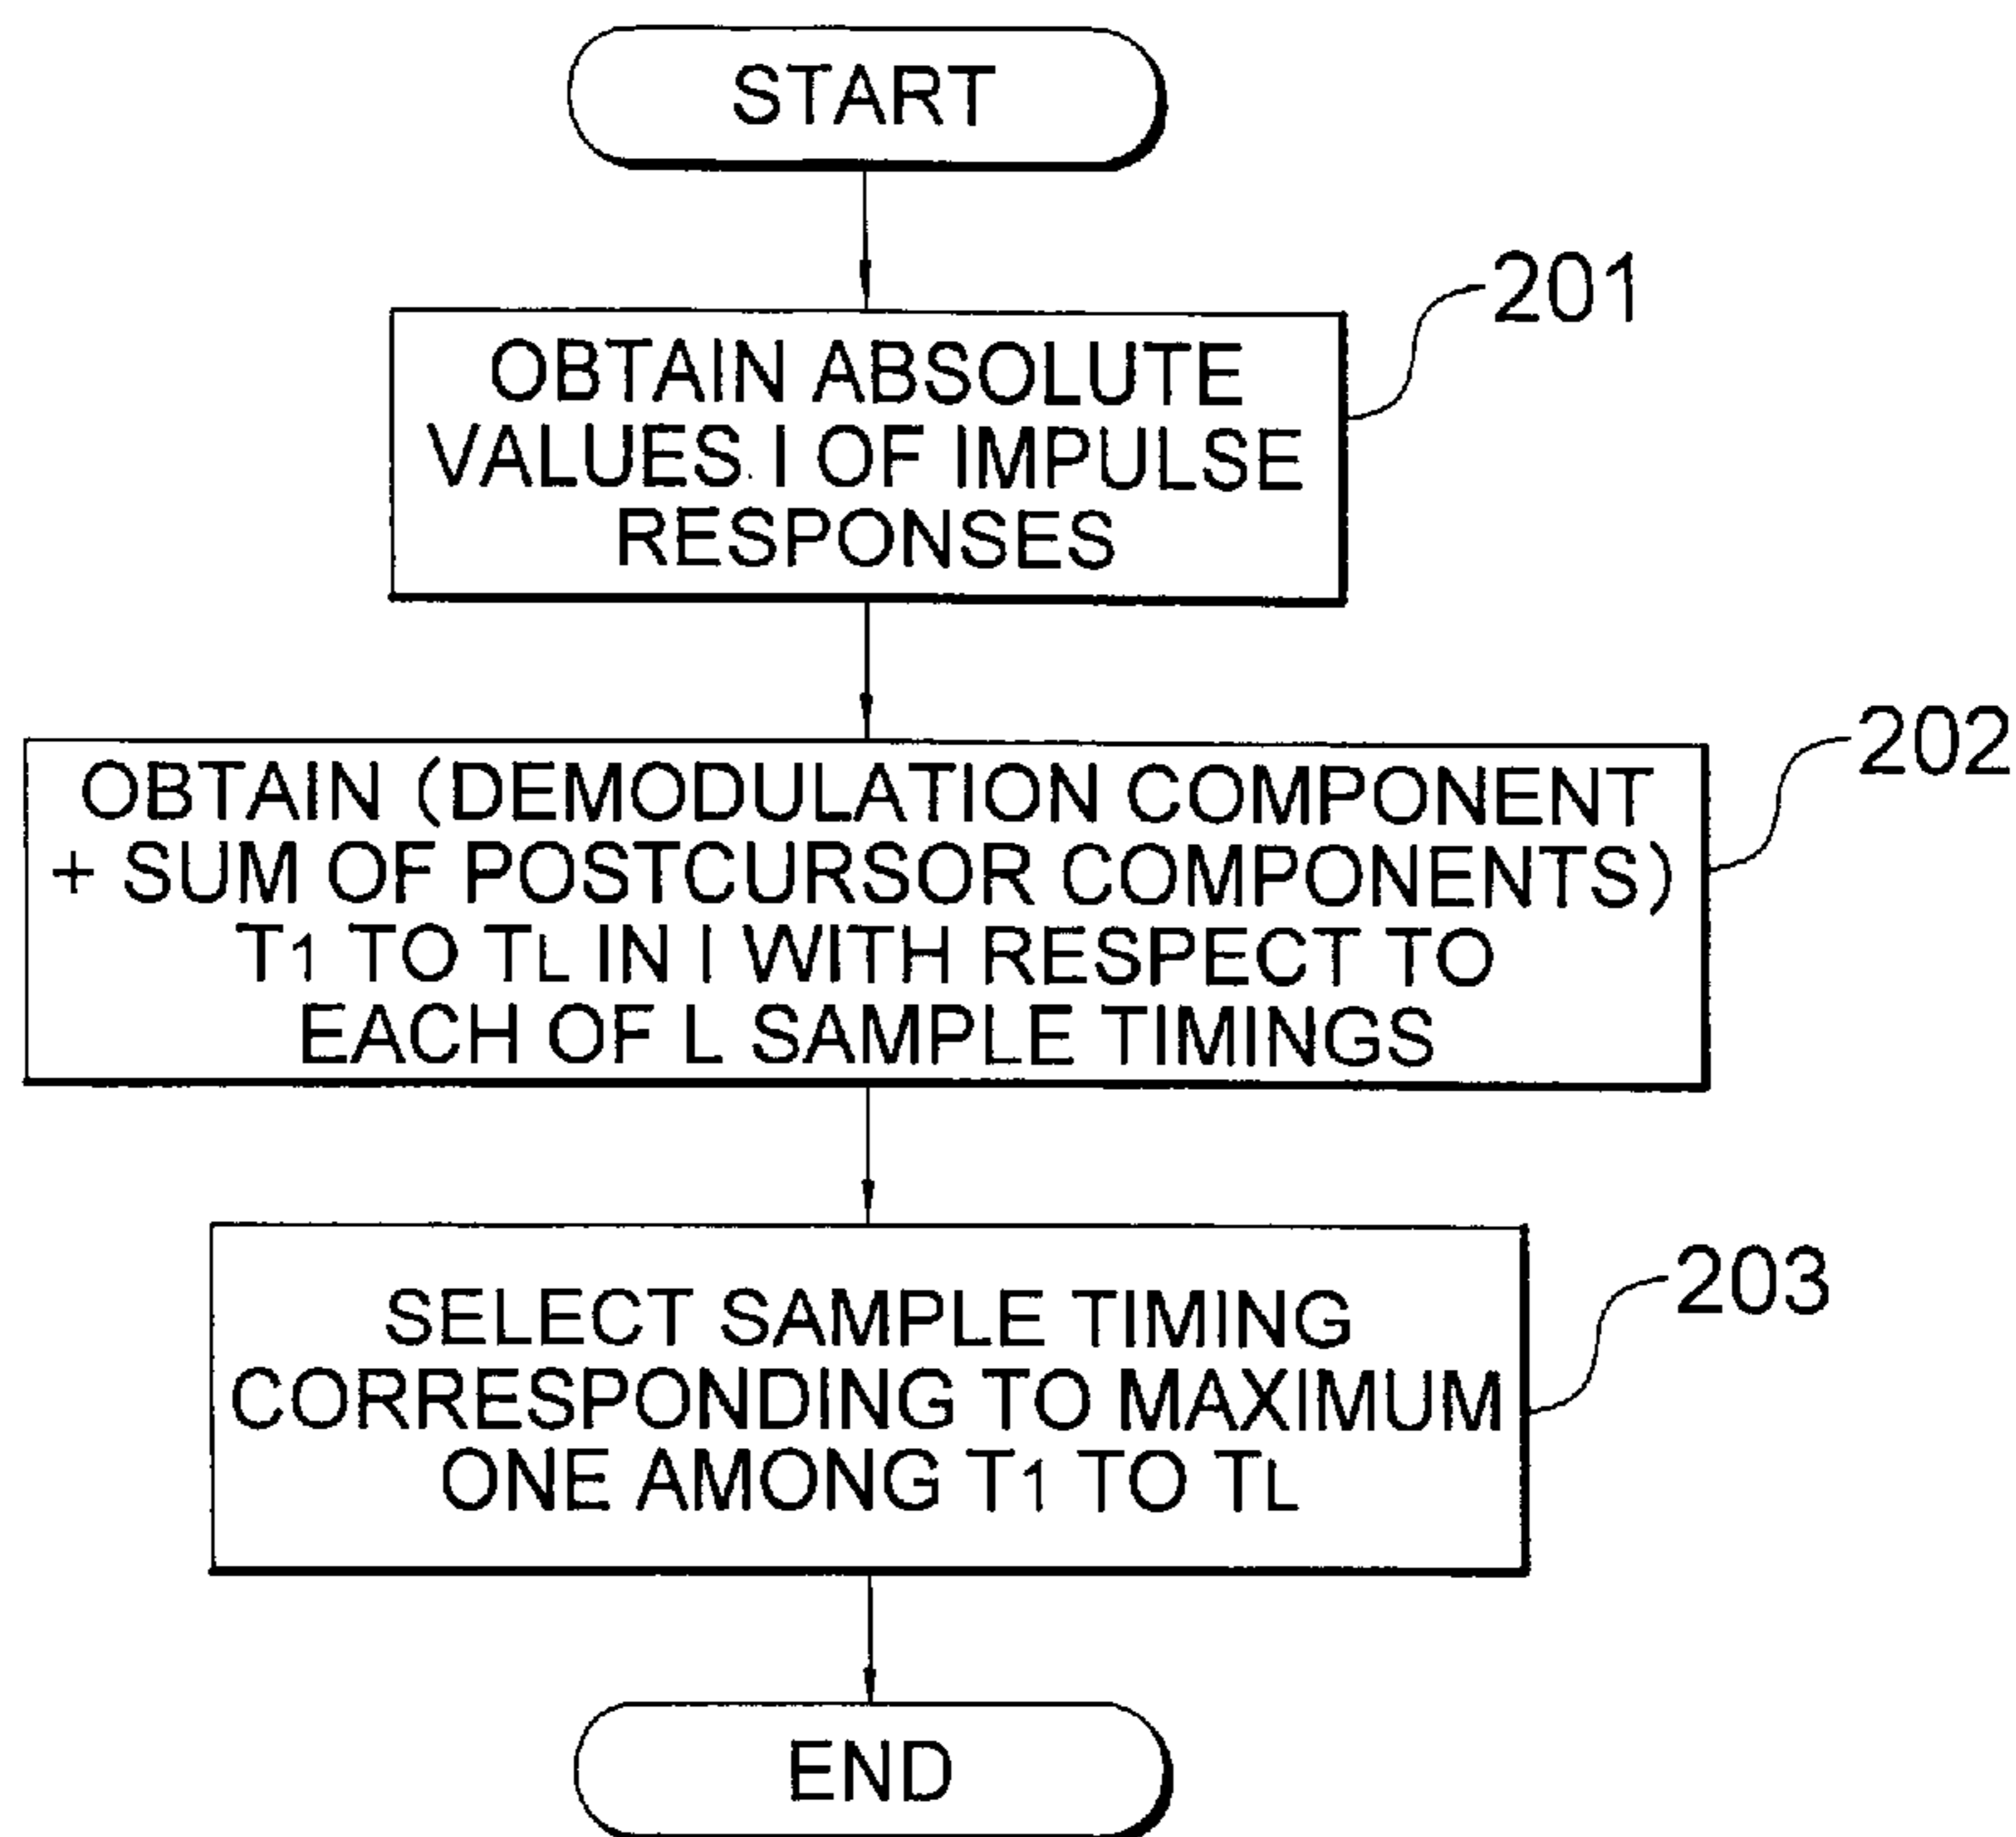 START
201
OBTAIN ABSOLUTE
VALUES I OF IMPULSE
RESPONSES
202
OBTAIN (DEMODULATION COMPONENT
+ SUM OF POSTCURSOR COMPONENTS)
T1 TO TL IN I WITH RESPECT TO
EACH OF L SAMPLE TIMINGS
203
SELECT SAMPLE TIMING
CORRESPONDING TO MAXIMUM
ONE AMONG T1 TO TL
END